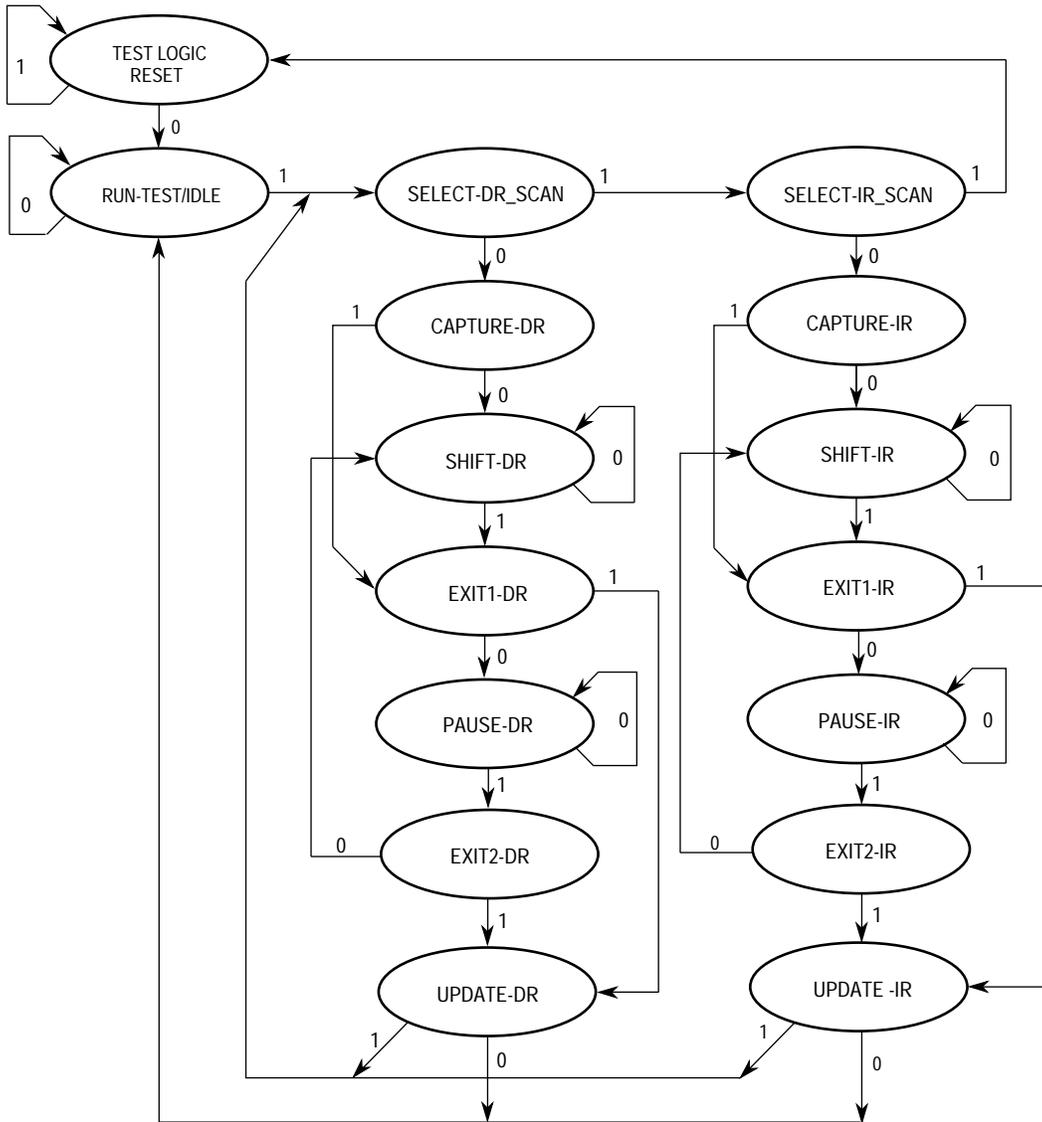 TEST LOGIC
RESET
1
0
RUN-TEST/IDLE
0
1
SELECT-DR_SCAN
1
SELECT-IR_SCAN
1
0
0
CAPTURE-DR
1
CAPTURE-IR
1
0
0
SHIFT-DR
0
SHIFT-IR
0
1
1
EXIT1-DR
1
EXIT1-IR
1
0
0
PAUSE-DR
0
PAUSE-IR
0
1
1
0
EXIT2-DR
0
EXIT2-IR
1
1
UPDATE-DR
UPDATE -IR
1
0
1
0